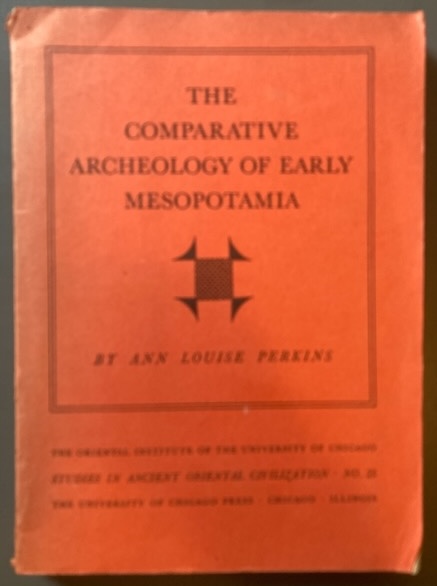 THE
COMPARATIVE
ARCHEOLOGY OF EARLY
MESOPOTAMIA
BY ANN LOUISE PERKINS
THE ORIENTAL INSTITUTE OF THE UNIVERSITY OF CHICAGO
STUDIES IN ANCIENT ORIENTAL CIVILIZATION · NO. 25
THE UNIVERSITY OF CHICAGO PRESS · CHICAGO · ILLINOIS